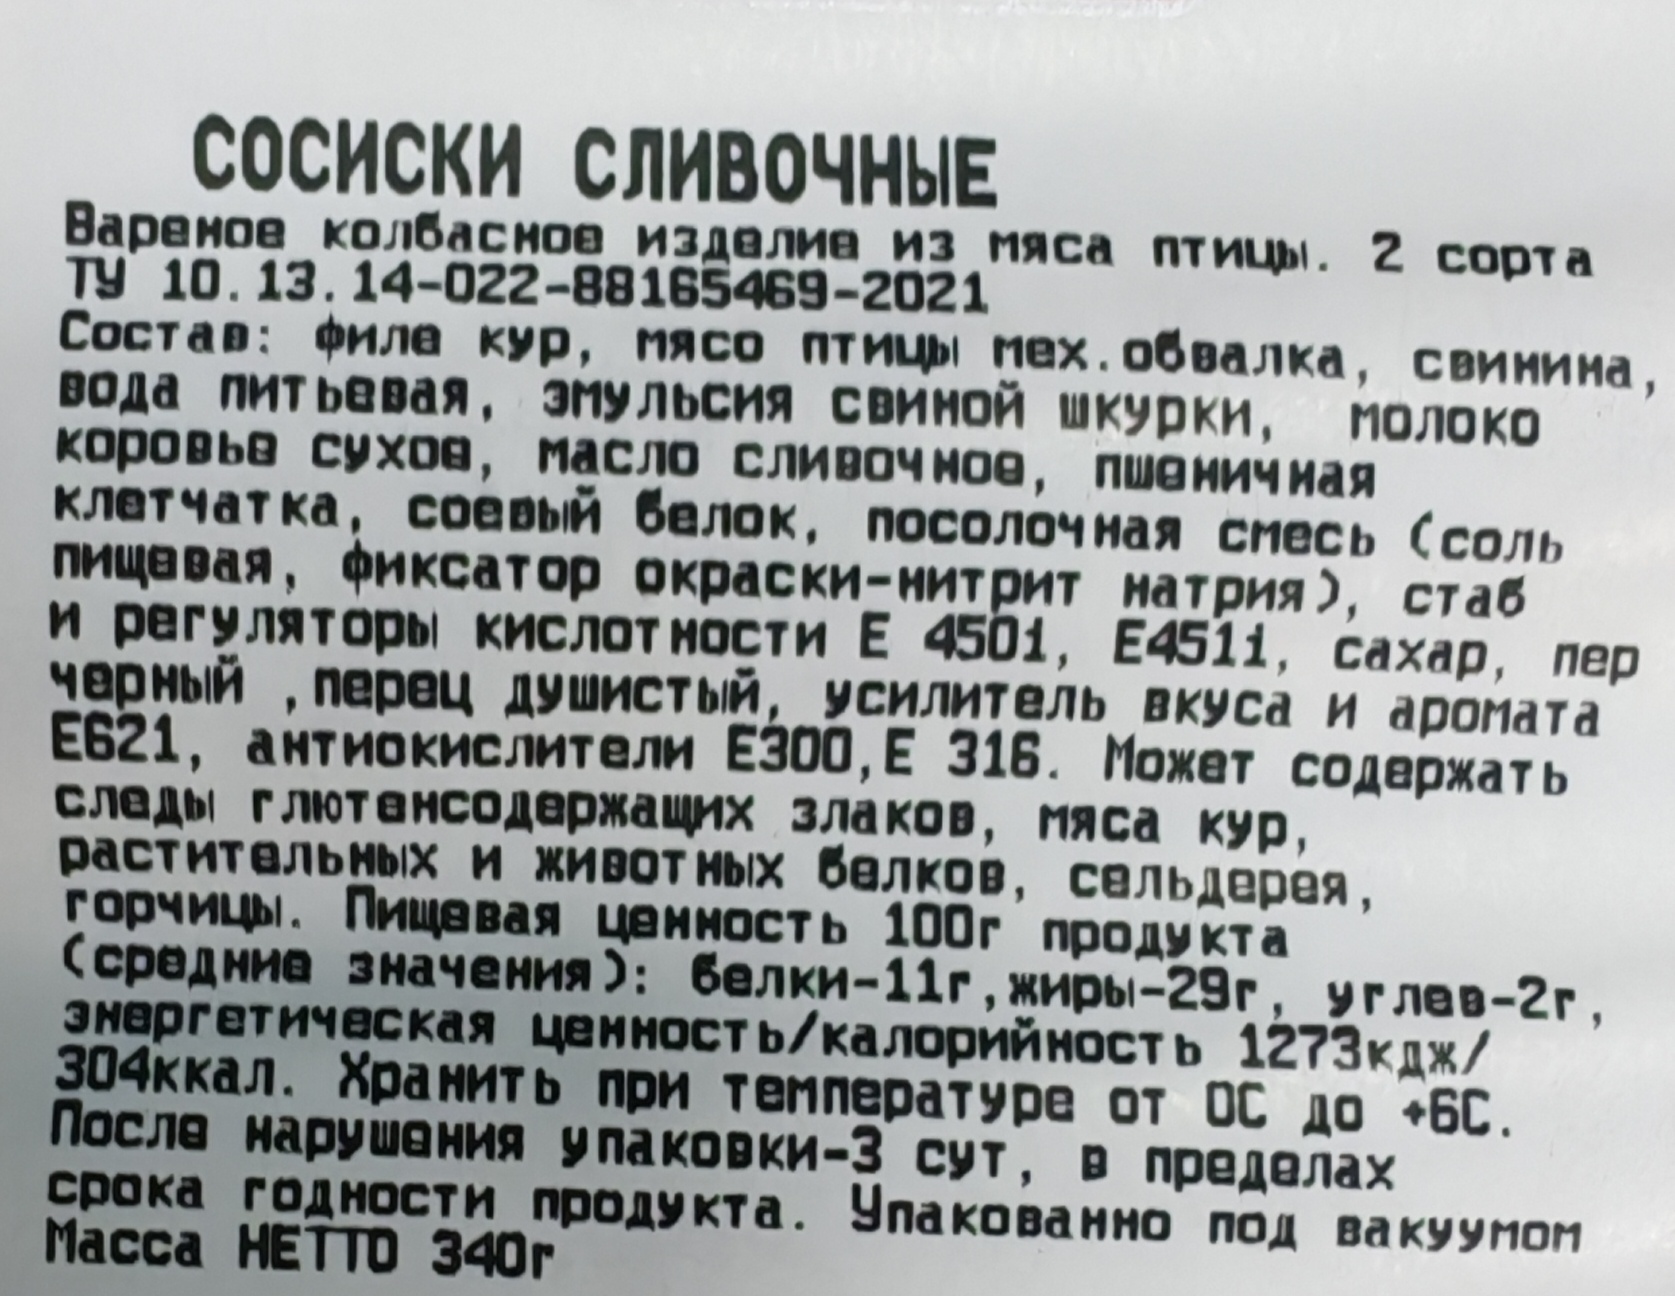 СОСИСКИ СЛИВОЧНЫЕ
Вареное колбасное изделие из мяса птицы. 2 сорта
ТУ 10.13.14-022-88165469-2021
Состав: филе кур, мясо птицы мех.обвалка, свинина,
вода питьевая, эмульсия свиной шкурки, молоко
коровье сухое, масло сливочное, пшеничная
клетчатка, соевый белок, посолочная смесь (соль
пищевая, фиксатор окраски-нитрит натрия), стаб
и регуляторы кислотности Е 450i, Е451i, сахар, пер
черный ,перец душистый, усилитель вкуса и аромата
Е621, антиокислители Е300,Е 316. Может содержать
следы глютенсодержащих злаков, мяса кур,
растительных и животных белков, сельдерея,
горчицы. Пищевая ценность 100г продукта
(средние значения): белки-11г,жиры-29г, углев-2г,
энергетическая ценность/калорийность 1273кдж/
304ккал. Хранить при температуре от 0С до +6С.
После нарушения упаковки-3 сут, в пределах
срока годности продукта. Упакованно под вакуумом
Масса НЕТТО 340г